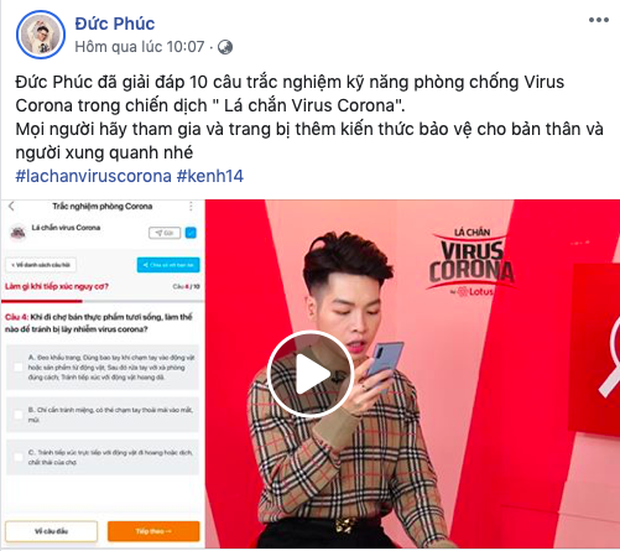 Đức Phúc
Hôm qua lúc 10:07 ·
Đức Phúc đã giải đáp 10 câu trắc nghiệm kỹ năng phòng chống Virus
Corona trong chiến dịch " Lá chắn Virus Corona".
Mọi người hãy tham gia và trang bị thêm kiến thức bảo vệ cho bản thân và
người xung quanh nhé
#lachanviruscorona #kenh14
Trắc nghiệm phòng Corona
Lá chắn virus Corona
Gửi
< Về danh sách câu hỏi
Chia sẻ với bạn bè
Làm gì khi tiếp xúc nguy cơ?
Câu 4 / 10
Câu 4: Khi đi chợ bán thực phẩm tươi sống, làm thế
nào để tránh bị lây nhiễm virus corona?
A. Đeo khẩu trang; Dùng bao tay khi chạm tay vào động vật
hoặc sản phẩm từ động vật, Sau đó rửa tay với xà phòng
đúng cách, Tránh tiếp xúc với động vật hoang dã.
B. Chỉ cần tránh miệng, có thể chạm tay thoải mái vào mắt,
mũi.
C. Tránh tiếp xúc trực tiếp với động vật đi hoang hoặc dịch,
chất thải của chợ
Về câu đầu
Tiếp theo →
LÁ CHẮN
VIRUS
CORONA
by Lotus